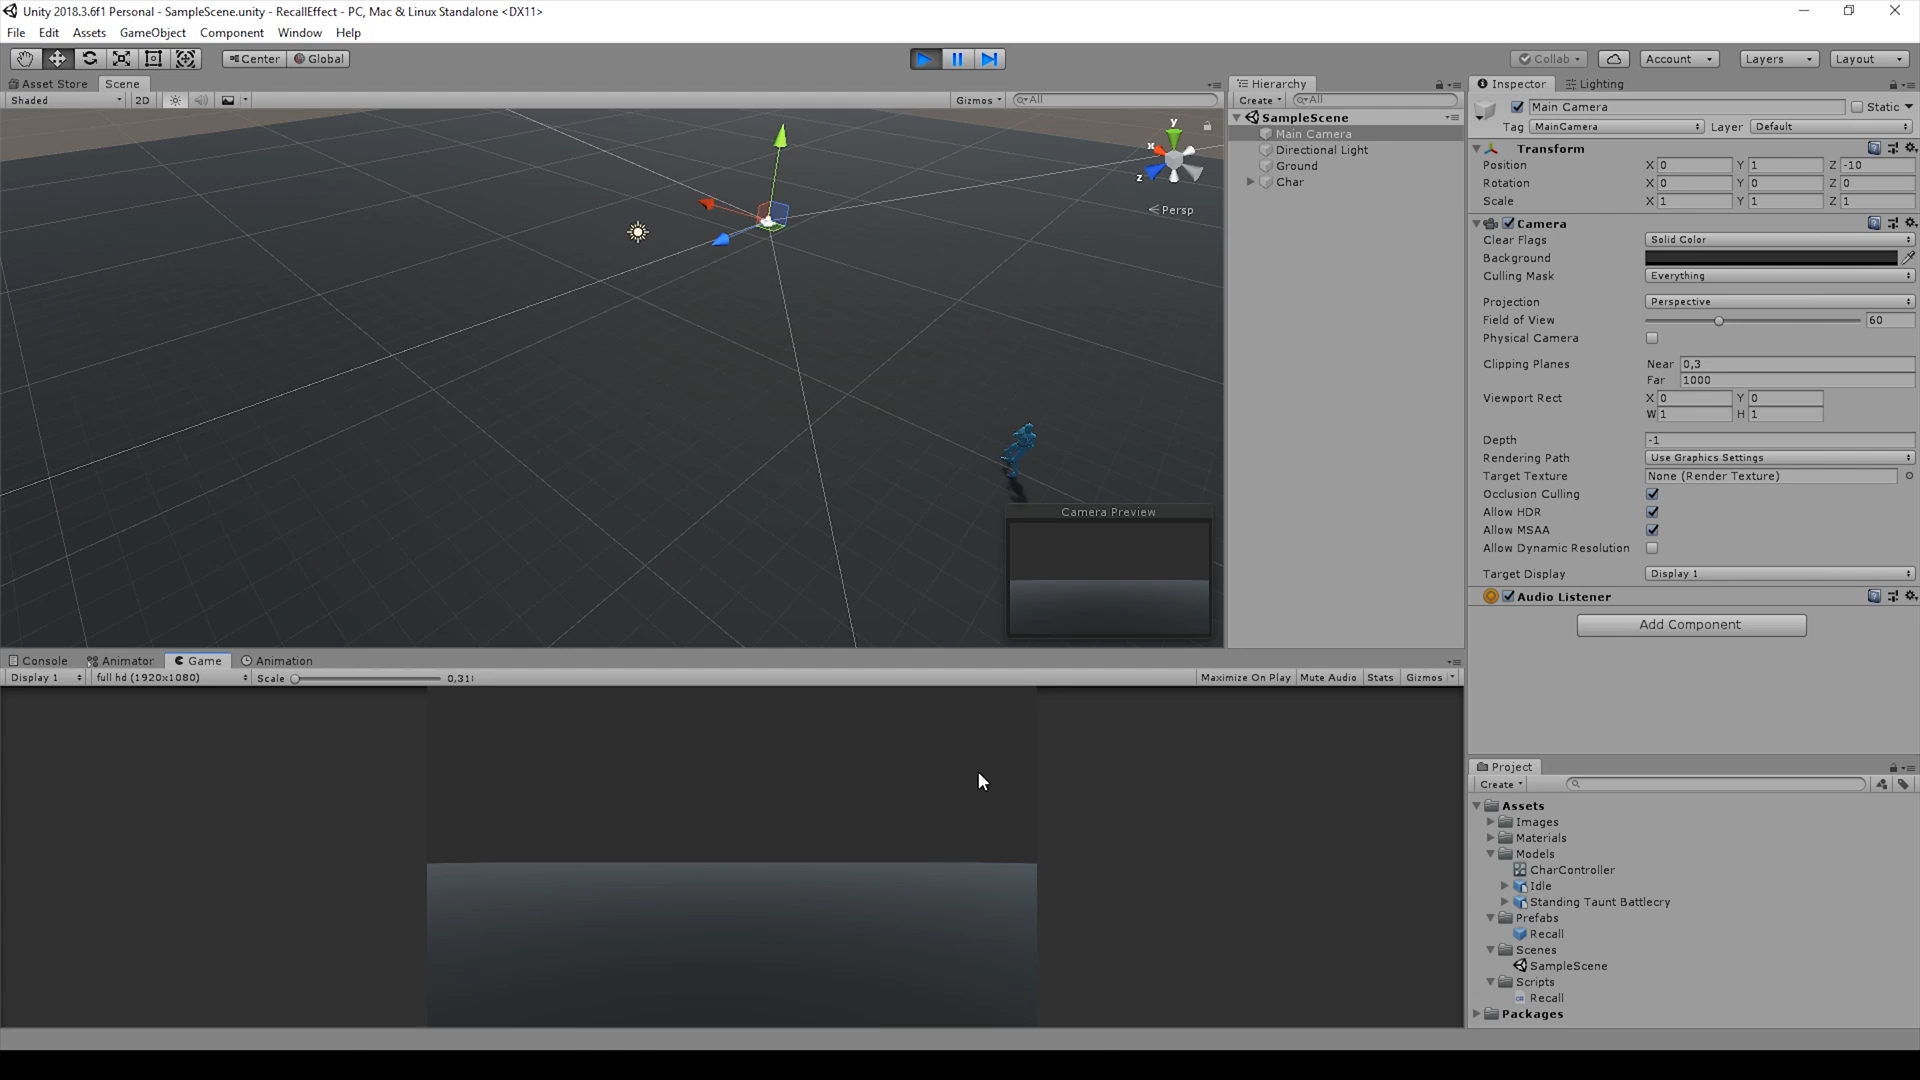 Unity 2018.3.6f1 Personal - SampleScene.unity - RecallEffect - PC, Mac & Linux Standalone <DX11>
File Edit Assets GameObject Component Window Help
Center Global Collab Account Layers Layout
Asset Store Scene
Shaded 2D Gizmos All
y
x
z
Persp
Camera Preview
Hierarchy
Create All
SampleScene
Main Camera
Directional Light
Ground
Char
Inspector Lighting
Main Camera Static
Tag MainCamera Layer Default
Transform
Position X 0 Y 1 Z -10
Rotation X 0 Y 0 Z 0
Scale X 1 Y 1 Z 1
Camera
Clear Flags Solid Color
Background
Culling Mask Everything
Projection Perspective
Field of View 60
Physical Camera
Clipping Planes Near 0,3
Far 1000
Viewport Rect X 0 Y 0
W 1 H 1
Depth -1
Rendering Path Use Graphics Settings
Target Texture None (Render Texture)
Occlusion Culling
Allow HDR
Allow MSAA
Allow Dynamic Resolution
Target Display Display 1
Audio Listener
Add Component
Console Animator Game Animation
Display 1 full hd (1920x1080) Scale Maximize On Play Mute Audio Stats Gizmos
Project
Create
Assets
Images
Materials
Models
CharController
Idle
Standing Taunt Battlecry
Prefabs
Recall
Scenes
SampleScene
Scripts
Recall
Packages